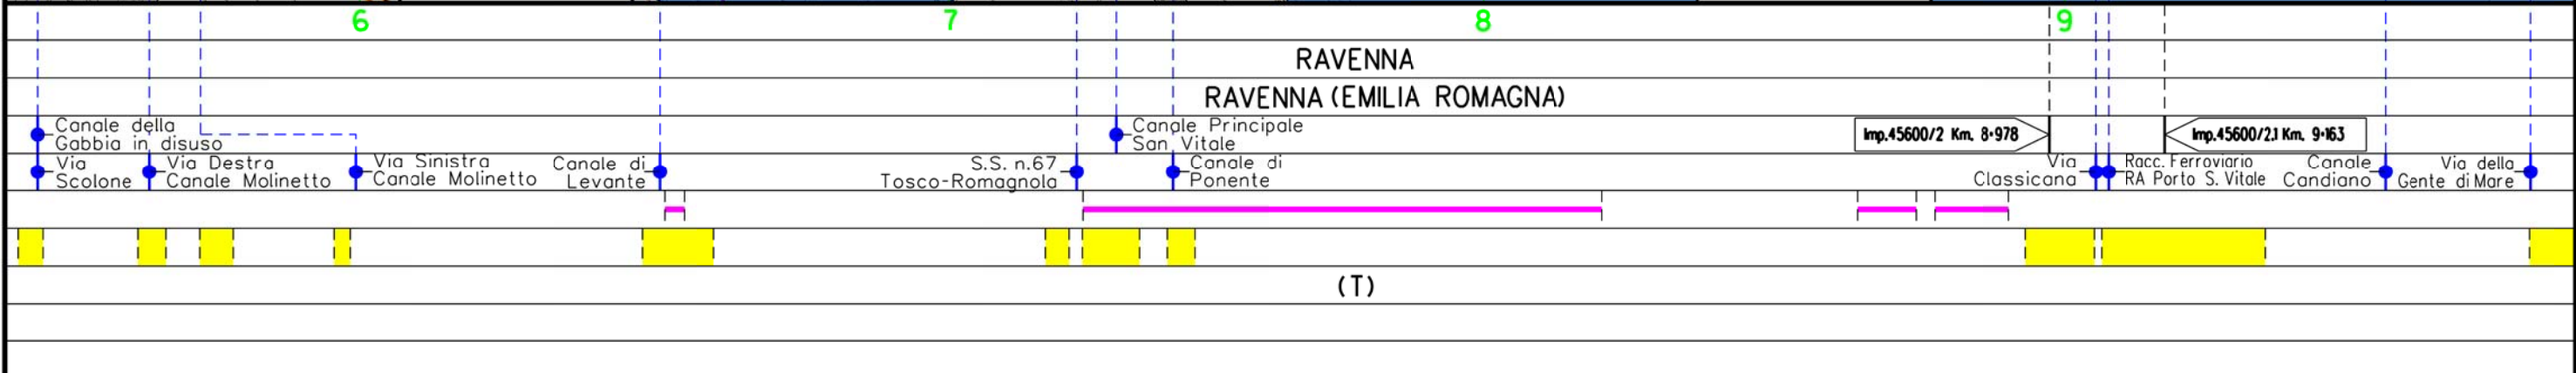 6 7 8 9
RAVENNA
RAVENNA (EMILIA ROMAGNA)
Canale della
Gabbia in disuso
Canale Principale
San Vitale
Imp.45600/2 Km. 8+978
Imp.45600/2.1 Km. 9+163
Via
Scolone
Via Destra
Canale Molinetto
Via Sinistra
Canale Molinetto
Canale di
Levante
S.S. n.67
Tosco-Romagnola
Canale di
Ponente
Via
Classicana
Racc. Ferroviario
RA Porto S. Vitale
Canale
Candiano
Via della
Gente di Mare
(T)